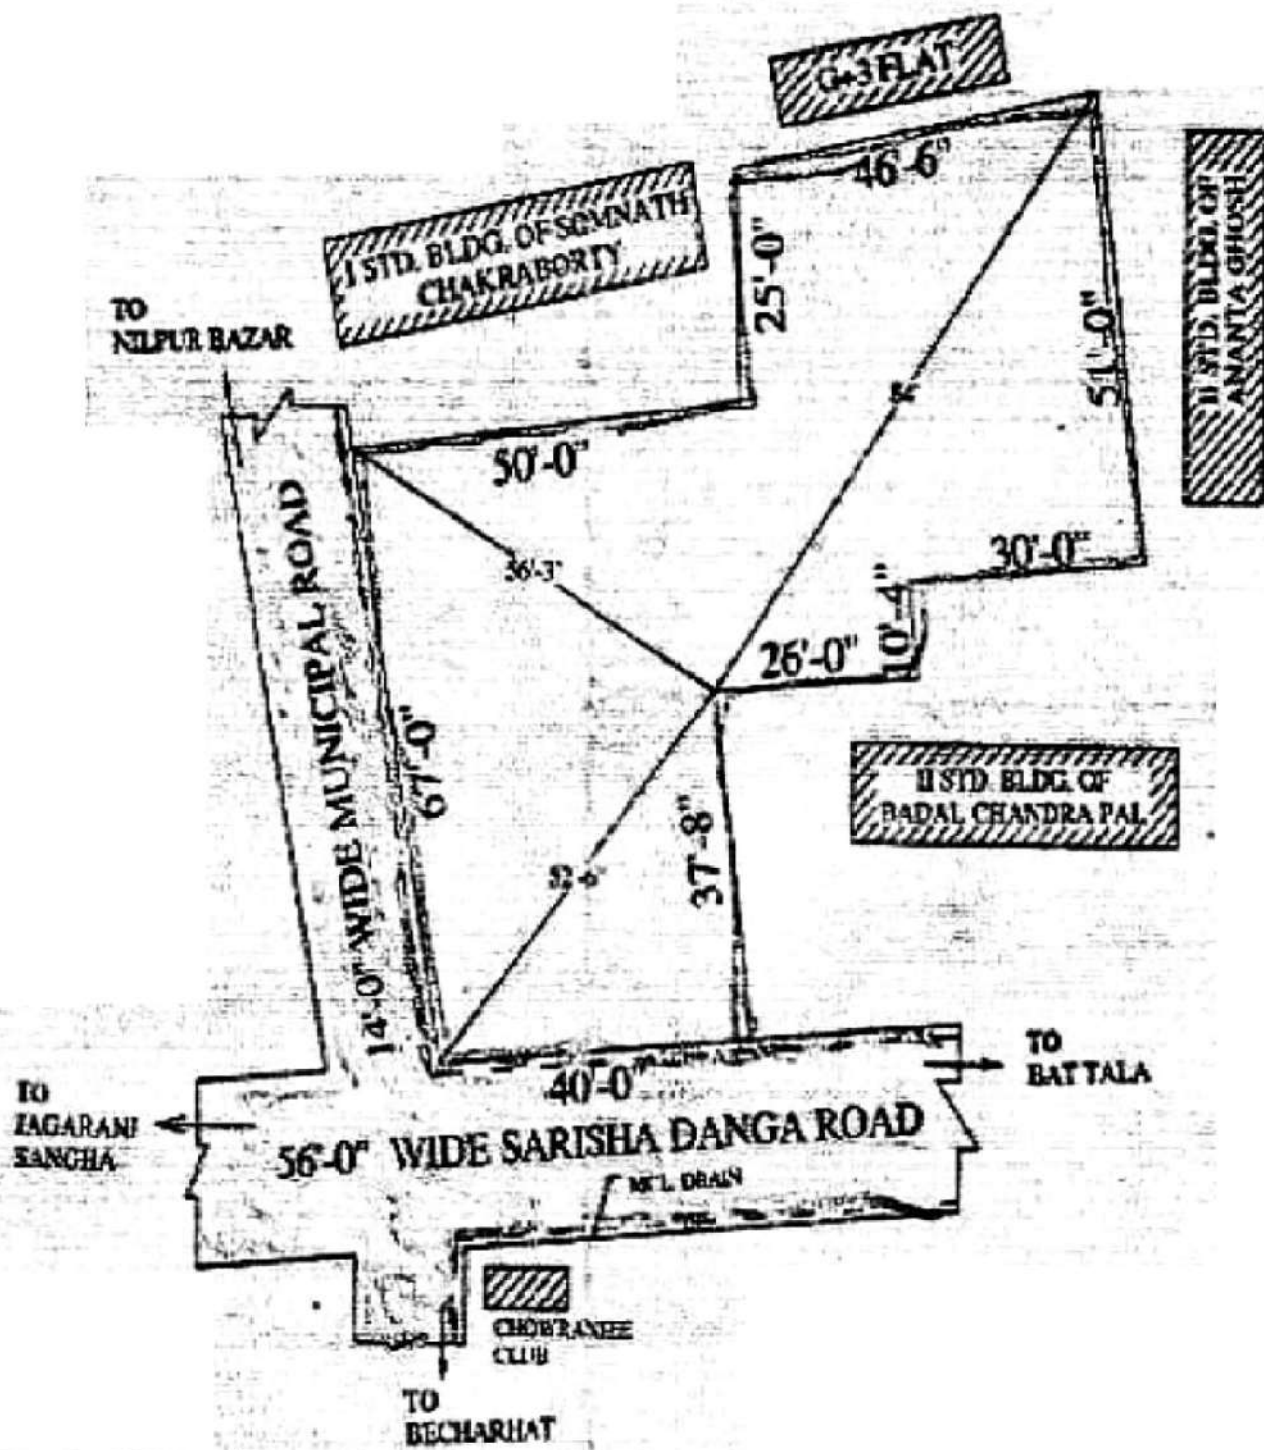 G+3 FLAT
46'-6"
I STD. BLDG. OF SOMNATH
CHAKRABORTY
25'-0"
II STD. BLDG. OF
ANANTA GHOSH
51'-0"
TO
NILPUR BAZAR
50'-0"
30'-0"
56'-3"
10'-4"
26'-0"
14'-0" WIDE MUNICIPAL ROAD
67'-0"
II STD. BLDG. OF
BADAL CHANDRA PAL
37'-8"
40'-0"
TO
BATTALA
TO
SANGHA
56'-0" WIDE SARISHA DANGA ROAD
DRAIN
CLUB
TO
BECHARHAT